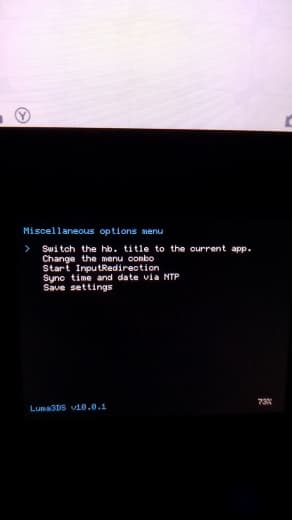 Y
Miscellaneous options menu
> Switch the hb. title to the current app.
Change the menu combo
Start InputRedirection
Sync time and date via NTP
Save settings
73%
Luma3DS v10.0.1